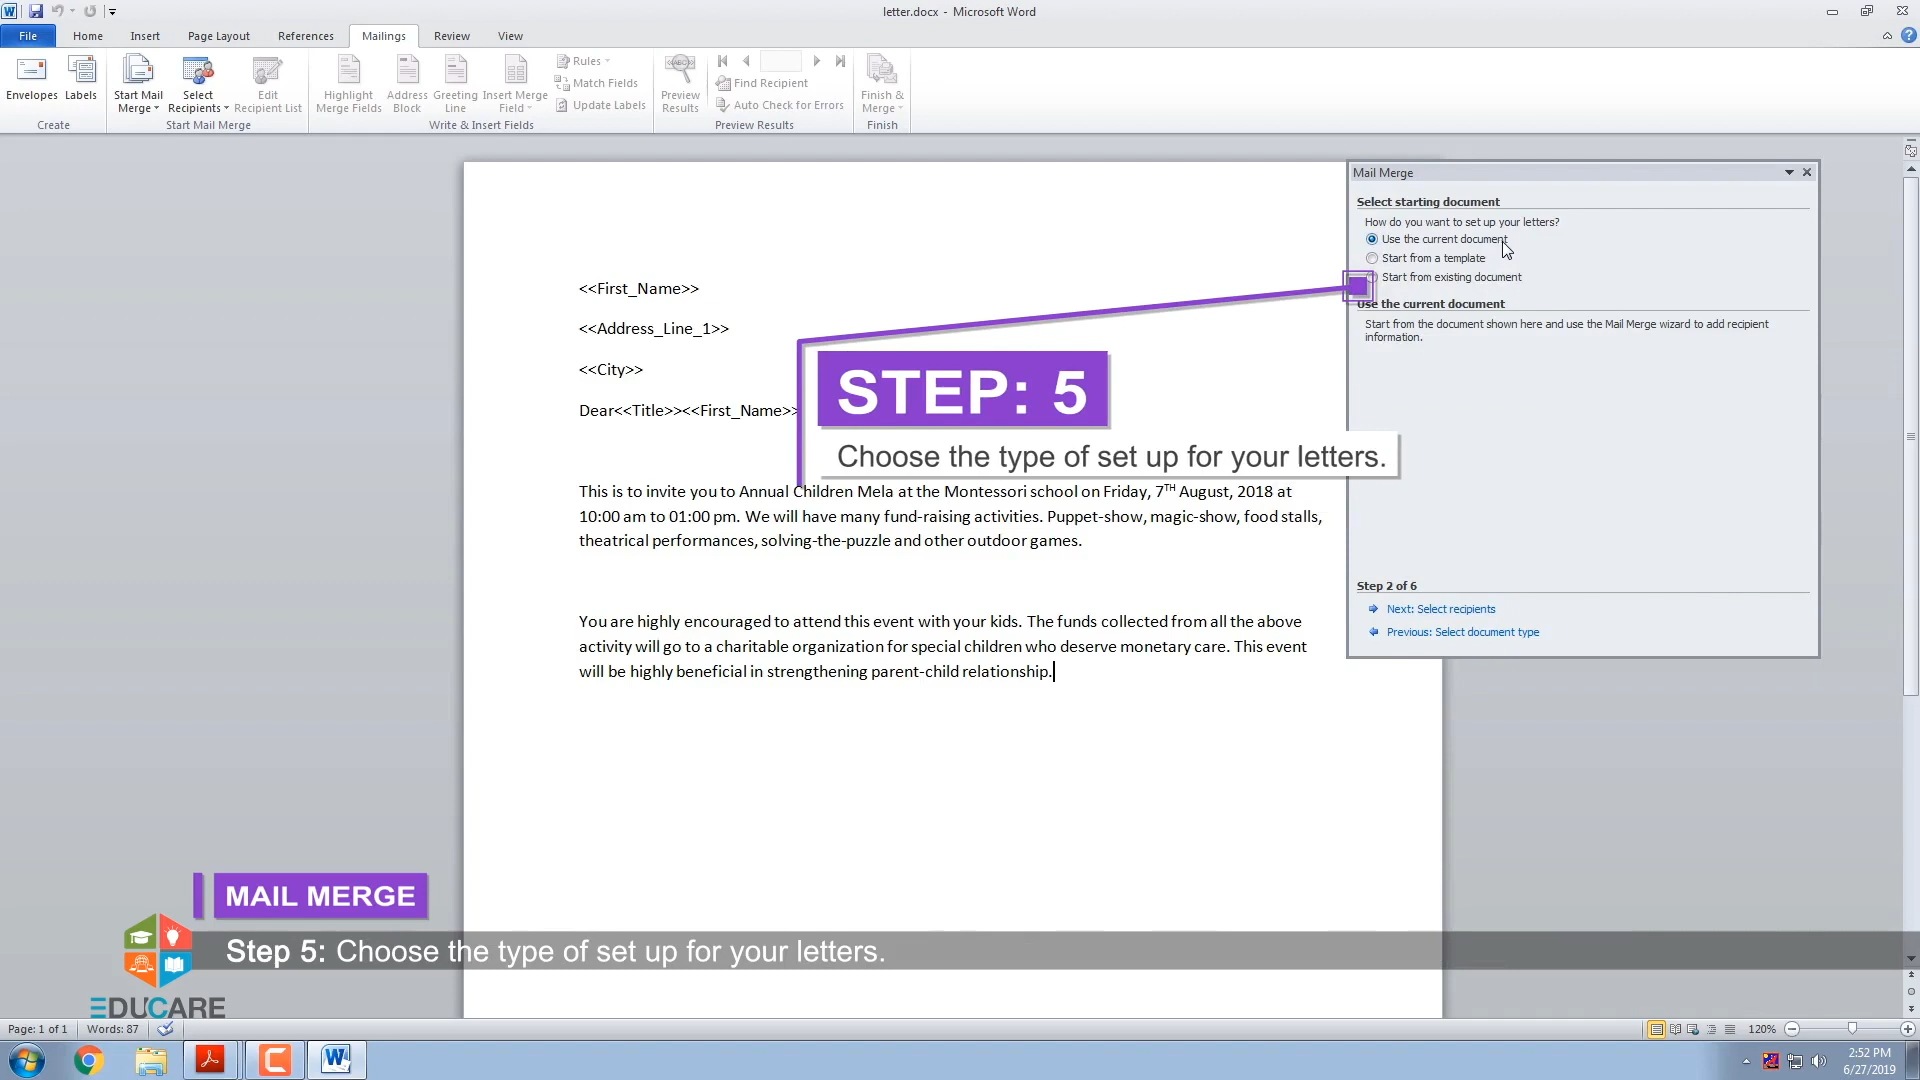 letter.docx - Microsoft Word
File Home Insert Page Layout References Mailings Review View
Envelopes Labels
Create
Start Mail Merge
Select Recipients
Edit Recipient List
Start Mail Merge
Highlight Merge Fields
Address Block
Greeting Line
Insert Merge Field
Rules
Match Fields
Update Labels
Write & Insert Fields
Preview Results
Find Recipient
Auto Check for Errors
Preview Results
Finish & Merge
Finish
<<First_Name>>
<<Address_Line_1>>
<<City>>
Dear<<Title>><<First_Name>>
STEP: 5
Choose the type of set up for your letters.
This is to invite you to Annual Children Mela at the Montessori school on Friday, 7TH August, 2018 at
10:00 am to 01:00 pm. We will have many fund-raising activities. Puppet-show, magic-show, food stalls,
theatrical performances, solving-the-puzzle and other outdoor games.
You are highly encouraged to attend this event with your kids. The funds collected from all the above
activity will go to a charitable organization for special children who deserve monetary care. This event
will be highly beneficial in strengthening parent-child relationship.
Mail Merge
Select starting document
How do you want to set up your letters?
Use the current document
Start from a template
Start from existing document
Use the current document
Start from the document shown here and use the Mail Merge wizard to add recipient
information.
Step 2 of 6
Next: Select recipients
Previous: Select document type
MAIL MERGE
Step 5: Choose the type of set up for your letters.
EDUCARE
Page: 1 of 1 Words: 87
120%
2:52 PM
6/27/2019